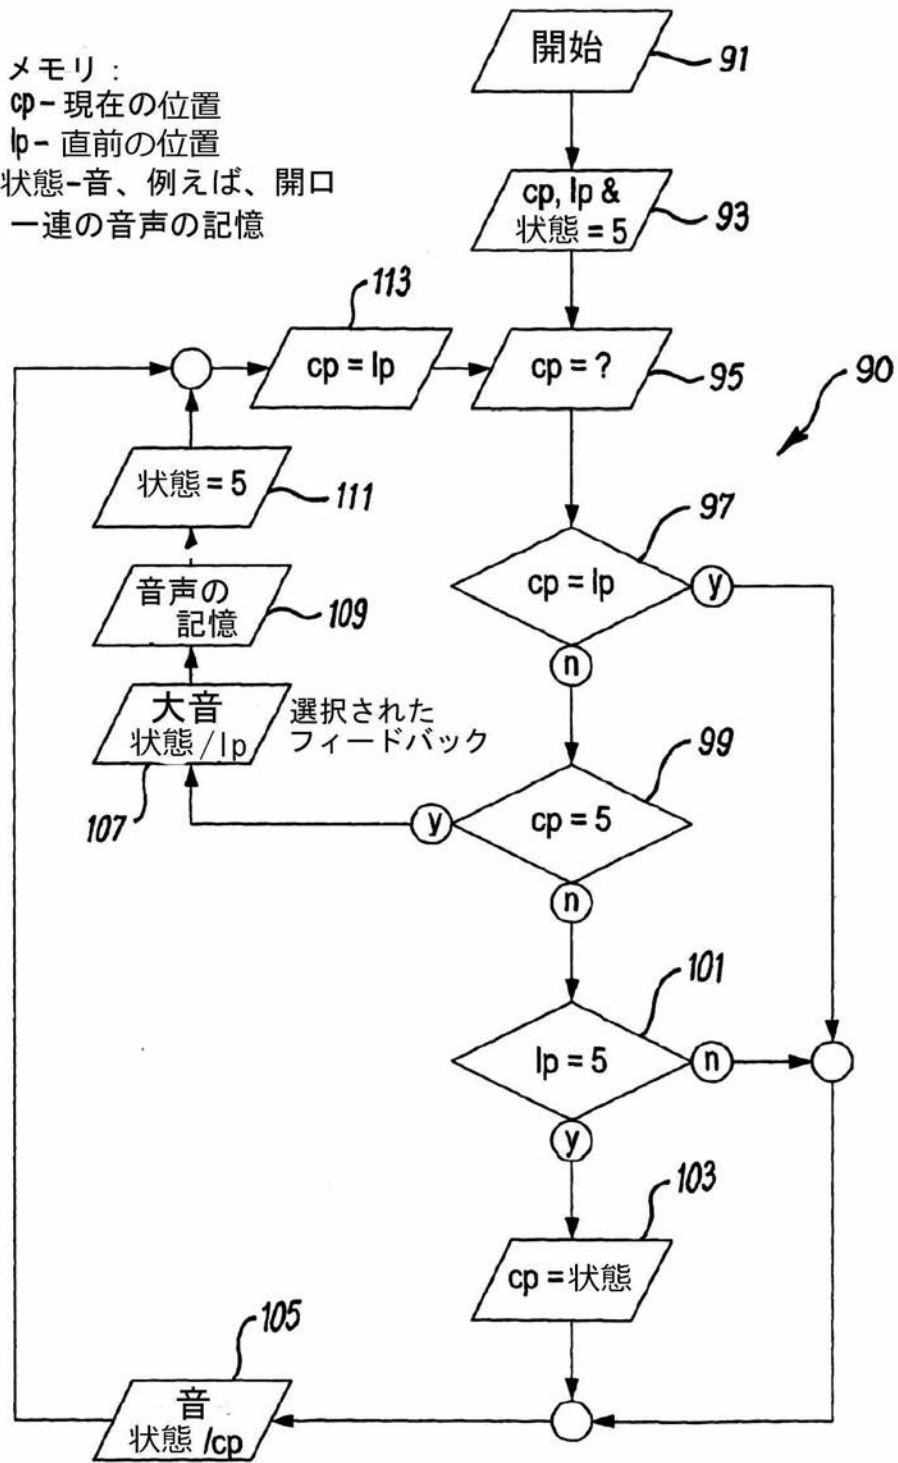 開始
91
メモリ:
cp- 現在の位置
lp- 直前の位置
状態-音、例えば、開口
一連の音声の記憶
cp, lp &
状態 = 5
93
113
cp = lp
cp = ?
95
90
状態 = 5
111
97
cp = lp
y
n
音声の
記憶
109
大音
状態/lp
選択された
フィードバック
107
99
y
cp = 5
n
101
lp = 5
n
y
103
cp = 状態
105
音
状態/cp